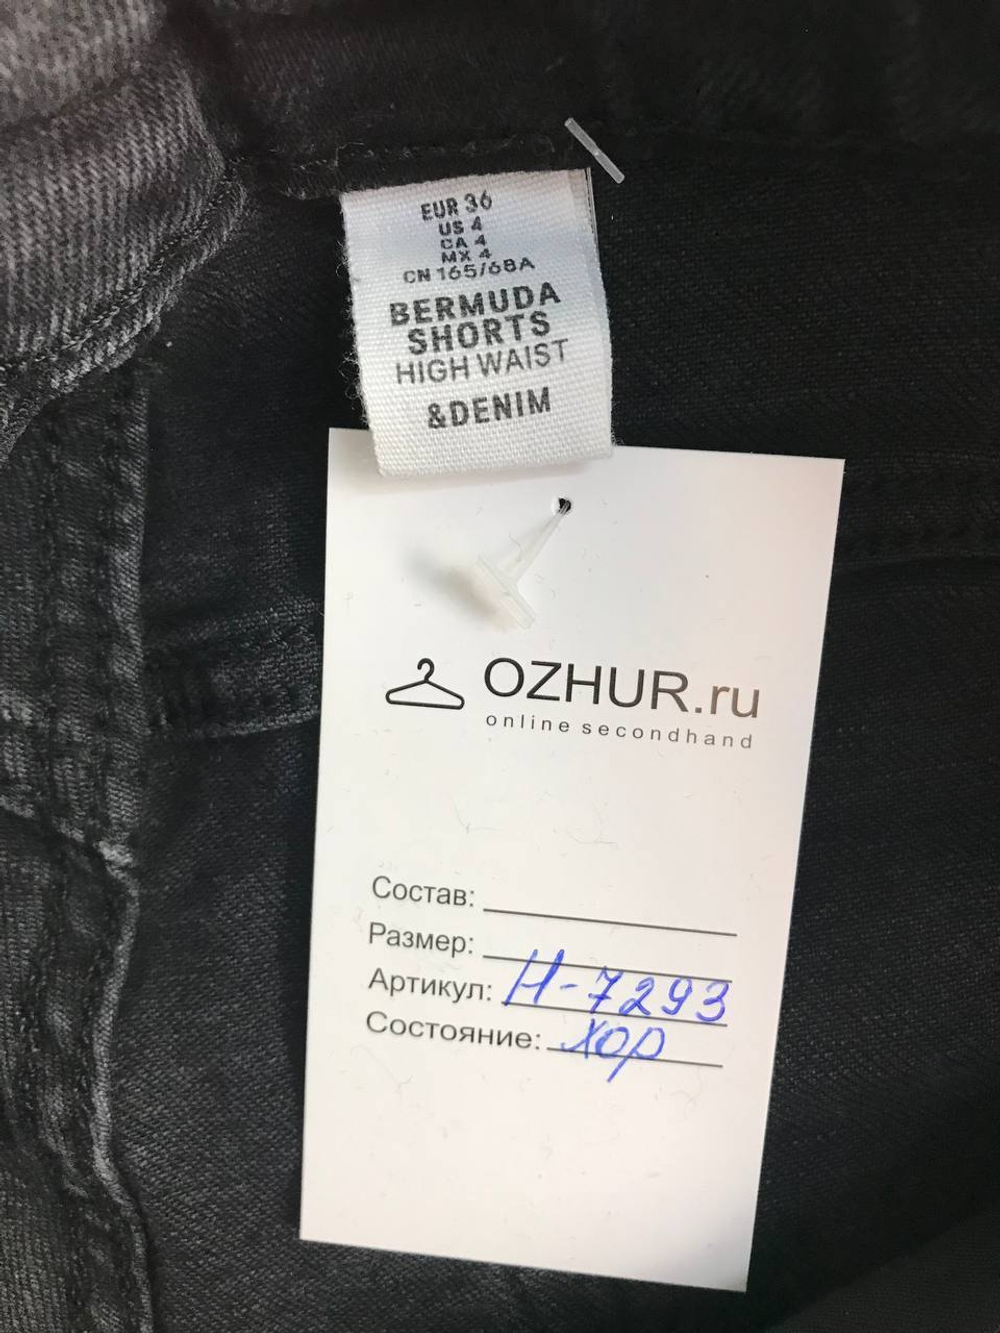 EUR 36
US 4
CA 4
MX 4
CN 165/68A
BERMUDA
SHORTS
HIGH WAIST
&DENIM
OZHUR.ru
online secondhand
Состав:
Размер:
Артикул: Н-7293
Состояние: хор